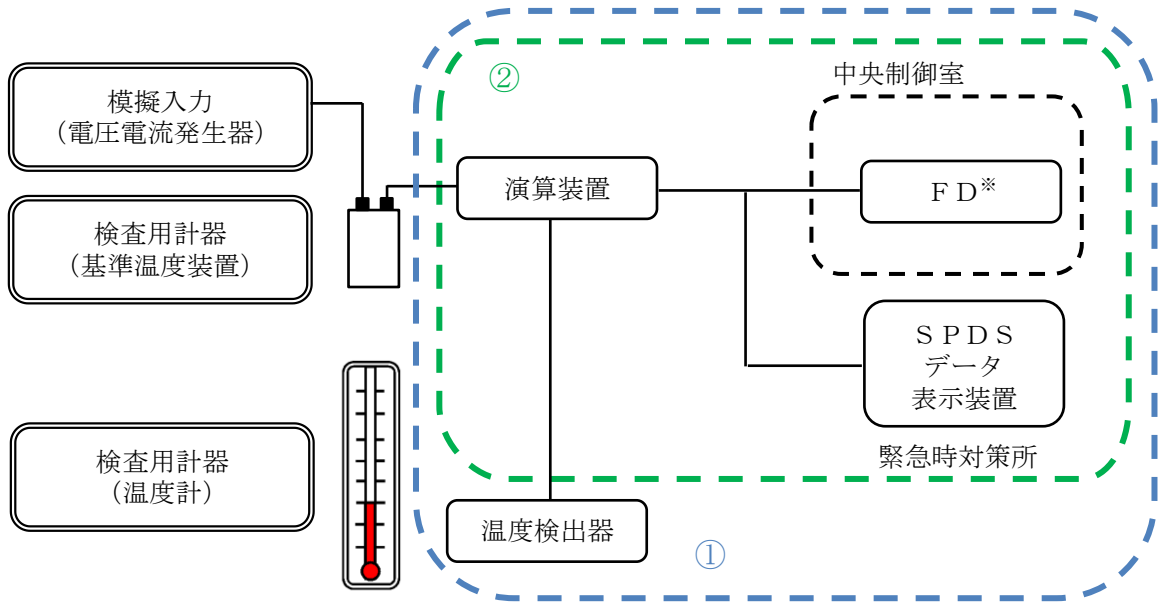 模擬入力
（電圧電流発生器）
検査用計器
（基準温度装置）
検査用計器
（温度計）
②
中央制御室
演算装置
ＦＤ※
ＳＰＤＳ
データ
表示装置
緊急時対策所
温度検出器
①